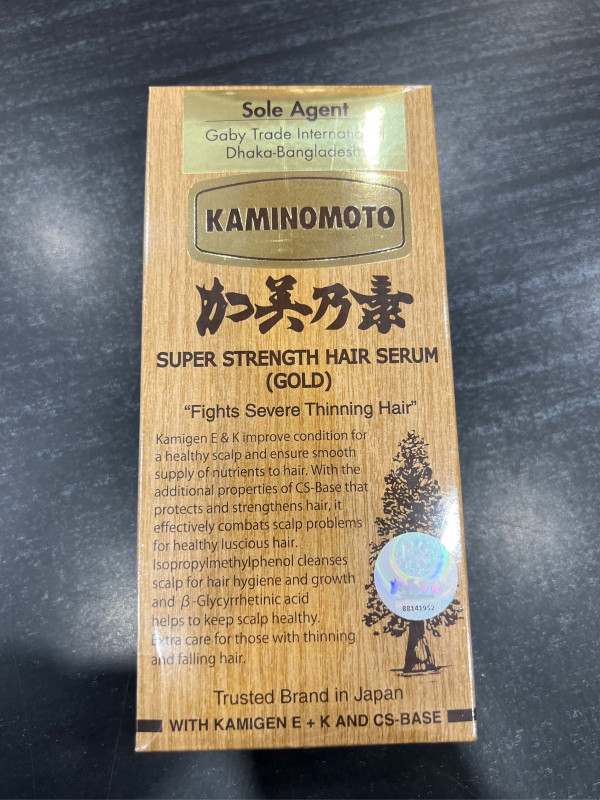 Sole Agent
Gaby Trade International
Dhaka-Bangladesh
KAMINOMOTO
加美乃素
SUPER STRENGTH HAIR SERUM
(GOLD)
“Fights Severe Thinning Hair”
Kamigen E & K improve condition for
a healthy scalp and ensure smooth
supply of nutrients to hair. With the
additional properties of CS-Base that
protects and strengthens hair, it
effectively combats scalp problems
for healthy luscious hair.
Isopropylmethylphenol cleanses
scalp for hair hygiene and growth
and β-Glycyrrhetinic acid
helps to keep scalp healthy.
Extra care for those with thinning
and falling hair.
88141952
Trusted Brand in Japan
WITH KAMIGEN E + K AND CS-BASE